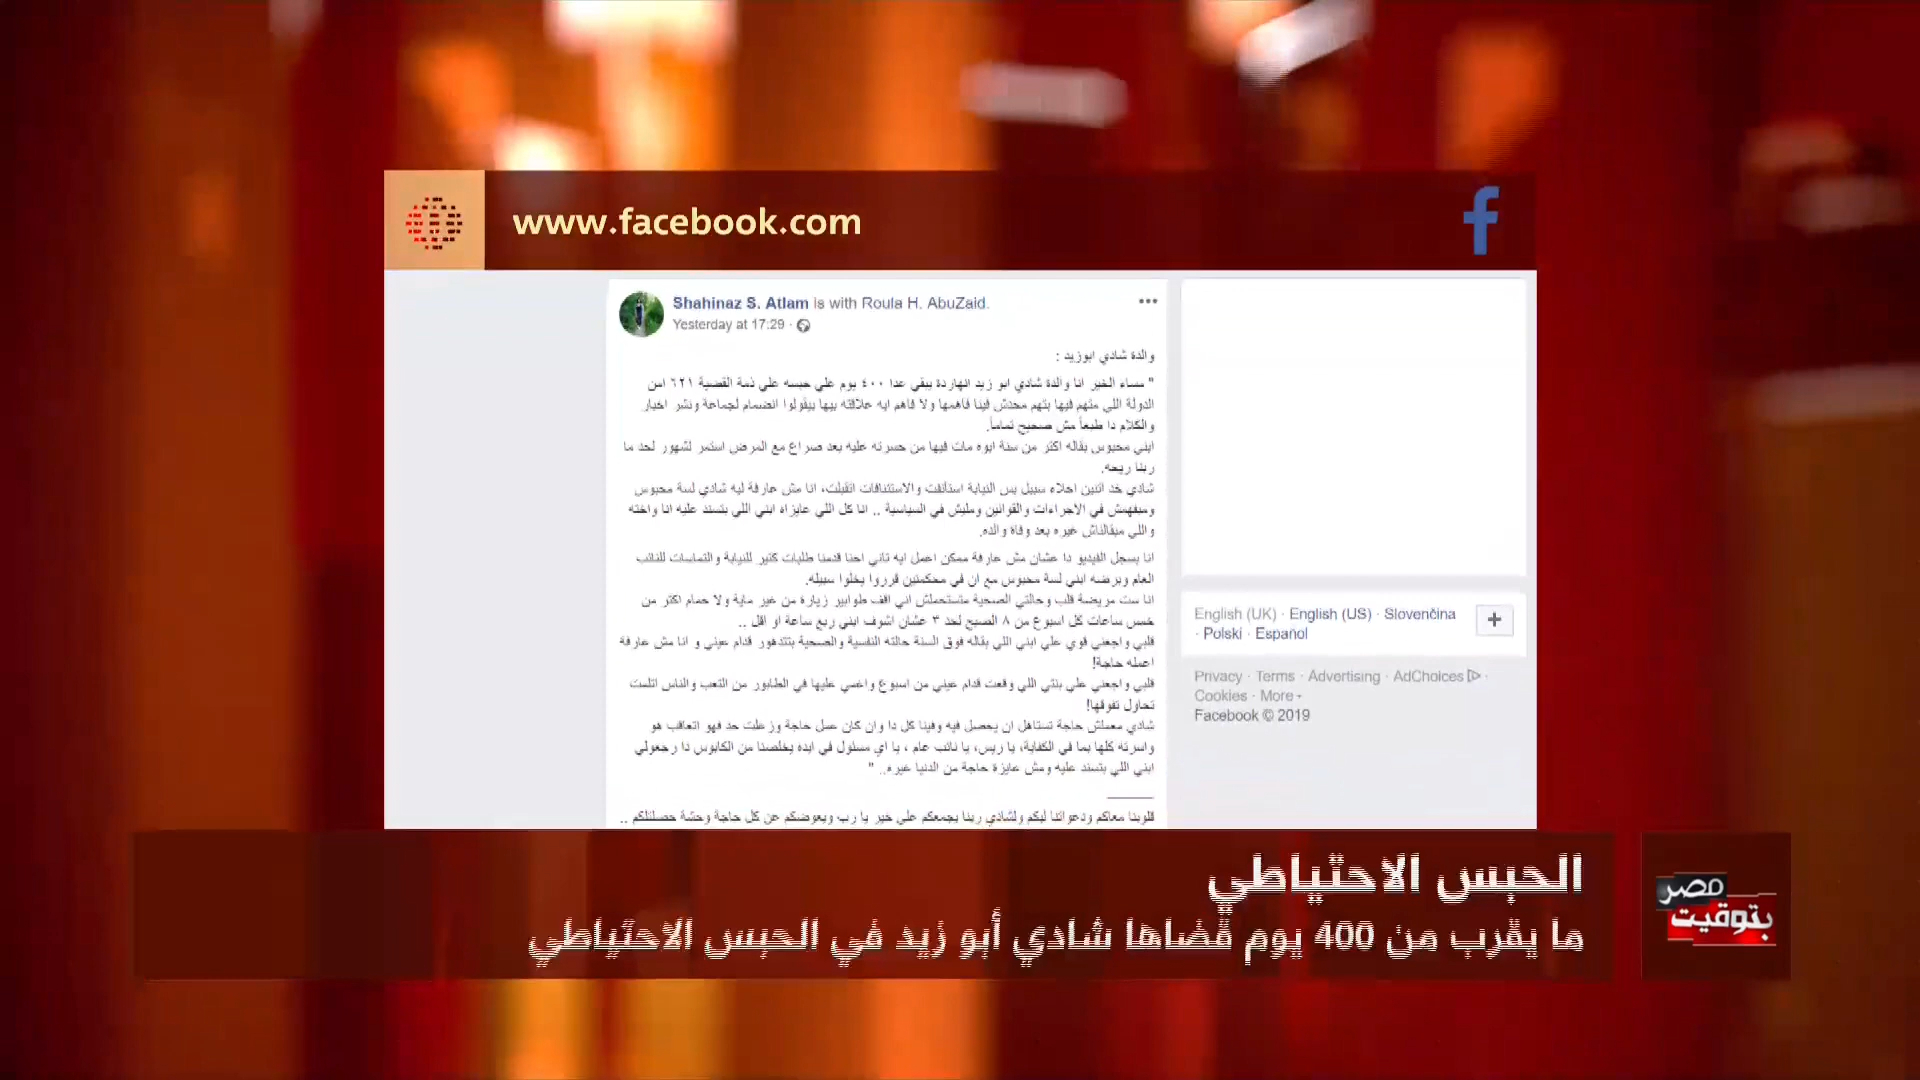 www.facebook.com
Shahinaz S. Atlam is with Roula H. AbuZaid.
Yesterday at 17:29
والدة شادي ابوزيد :
" مساء الخير انا والدة شادي ابو زيد انهاردة يبقي عدا ٤٠٠ يوم علي حبسه علي ذمة القضية ٦٢١ امن
الدولة اللي متهم فيها بتهم محدش فينا فاهمها ولا فاهم ايه علاقته بيها بيقولوا انضمام لجماعة ونشر اخبار
والكلام دا طبعاً مش صحيح تماماً.
ابني محبوس بقاله اكتر من سنة ابوه مات فيها من حسرته عليه بعد صراع مع المرض استمر لشهور لحد ما
ربنا ريحه.
شادي خد اتنين اخلاء سبيل بس النيابة استأنفت والاستئنافات اتقبلت، انا مش عارفة ليه شادي لسة محبوس
ومبفهمش في الاجراءات والقوانين ومليش في السياسية .. انا كل اللي عايزاه ابني اللي بتسند عليه انا واخته
واللي مبقالناش غيره بعد وفاة والده.
انا بسجل الفيديو دا عشان مش عارفة ممكن اعمل ايه تاني احنا قدمنا طلبات كتير للنيابة والتماسات للنائب
العام وبرضه ابني لسة محبوس مع ان في محكمتين قرروا يخلوا سبيله.
انا ست مريضة قلب وحالتي الصحية متستحملش اني اقف طوابير زيارة من غير ماية ولا حمام اكتر من
خمس ساعات كل اسبوع من ٨ الصبح لحد ٣ عشان اشوف ابني ربع ساعة او اقل ..
قلبي واجعني قوي علي ابني اللي بقاله فوق السنة حالته النفسية والصحية بتتدهور قدام عيني و انا مش عارفة
اعمله حاجة!
قلبي واجعني علي بنتي اللي وقعت قدام عيني من اسبوع واغمي عليها في الطابور من التعب والناس اتلمت
تحاول تفوقها!
شادي معملش حاجة تستاهل ان يحصل فيه وفينا كل دا وان كان عمل حاجة وزعلت حد فهو اتعاقب هو
واسرته كلها بما في الكفاية، يا ريس، يا نائب عام ، يا اي مسئول في ايده يخلصنا من الكابوس دا رجعولي
ابني اللي بتسند عليه ومش عايزة حاجة من الدنيا غيره.. "
قلوبنا معاكم ودعواتنا ليكم ولشادي ربنا يجمعكم علي خير يا رب ويعوضكم عن كل حاجة وحشة حصلتلكم ..
English (UK) · English (US) · Slovenčina
· Polski · Español
+
Privacy · Terms · Advertising · AdChoices ·
Cookies · More
Facebook © 2019
الحبس الاحتياطي
ما يقرب من 400 يوم قضاها شادي أبو زيد في الحبس الاحتياطي
مصر
بتوقيت